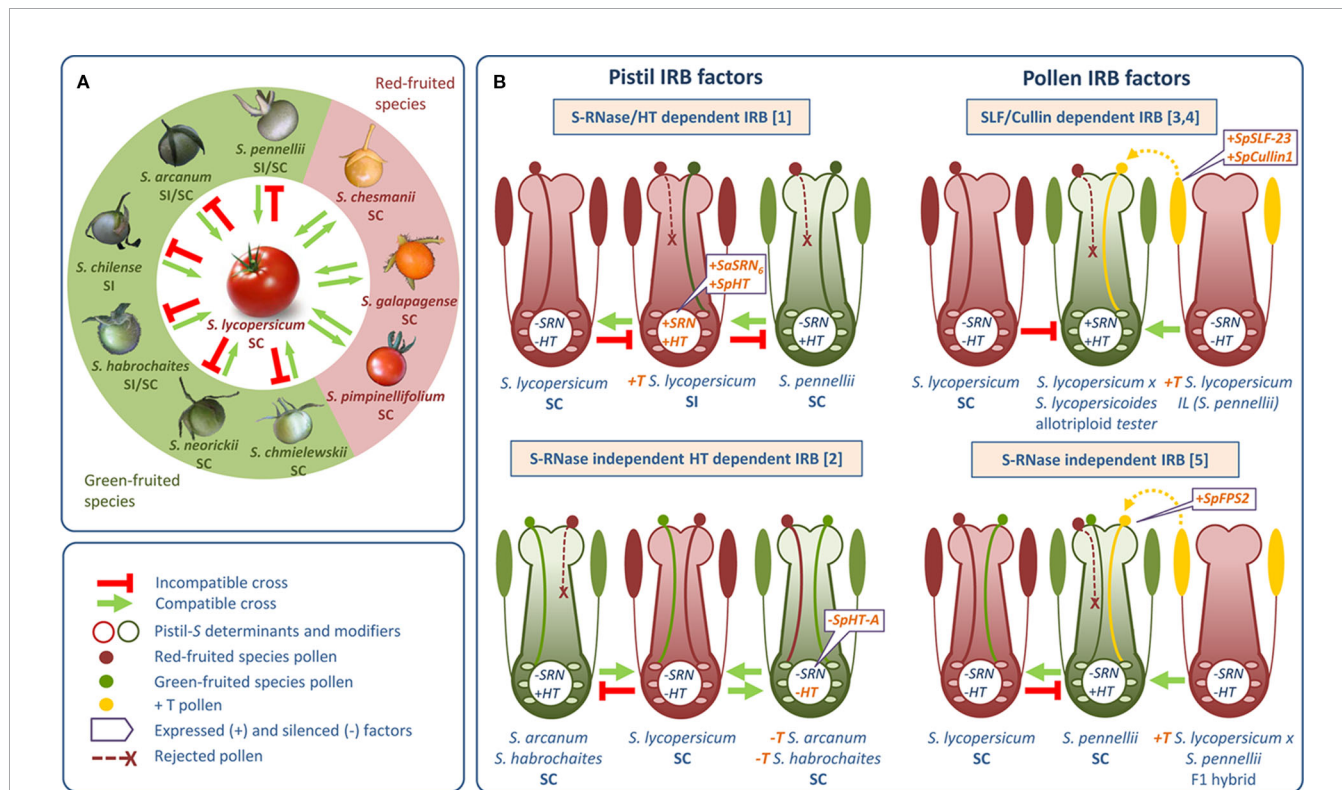 A
Red-fruited
species
S. pennellii
SI/SC
S. arcanum
SI/SC
S. chesmanii
SC
S. chilense
SI
S. galapagense
SC
S. lycopersicum
SC
S. habrochaites
SI/SC
S. pimpinellifolium
SC
S. neorickii
SC
S. chmielewskii
SC
Green-fruited
species
Incompatible cross
Compatible cross
Pistil-S determinants and modifiers
Red-fruited species pollen
Green-fruited species pollen
+ T pollen
Expressed (+) and silenced (-) factors
Rejected pollen
B
Pistil IRB factors
S-RNase/HT dependent IRB [1]
X
X
+SaSRN6
+SpHT
-SRN
-HT
+SRN
+HT
-SRN
+HT
S. lycopersicum
SC
+T S. lycopersicum
SI
S. pennellii
SC
S-RNase independent HT dependent IRB [2]
X
-SpHT-A
-SRN
+HT
-SRN
-HT
-SRN
-HT
S. arcanum
S. habrochaites
SC
S. lycopersicum
SC
-T S. arcanum
-T S. habrochaites
SC
Pollen IRB factors
SLF/Cullin dependent IRB [3,4]
+SpSLF-23
+SpCullin1
X
-SRN
-HT
+SRN
+HT
-SRN
-HT
S. lycopersicum
SC
S. lycopersicum x
S. lycopersicoides
allotriploid tester
+T S. lycopersicum
IL (S. pennellii)
S-RNase independent IRB [5]
+SpFPS2
X
-SRN
-HT
-SRN
+HT
-SRN
-HT
S. lycopersicum
SC
S. pennellii
SC
+T S. lycopersicum x
S. pennellii
F1 hybrid